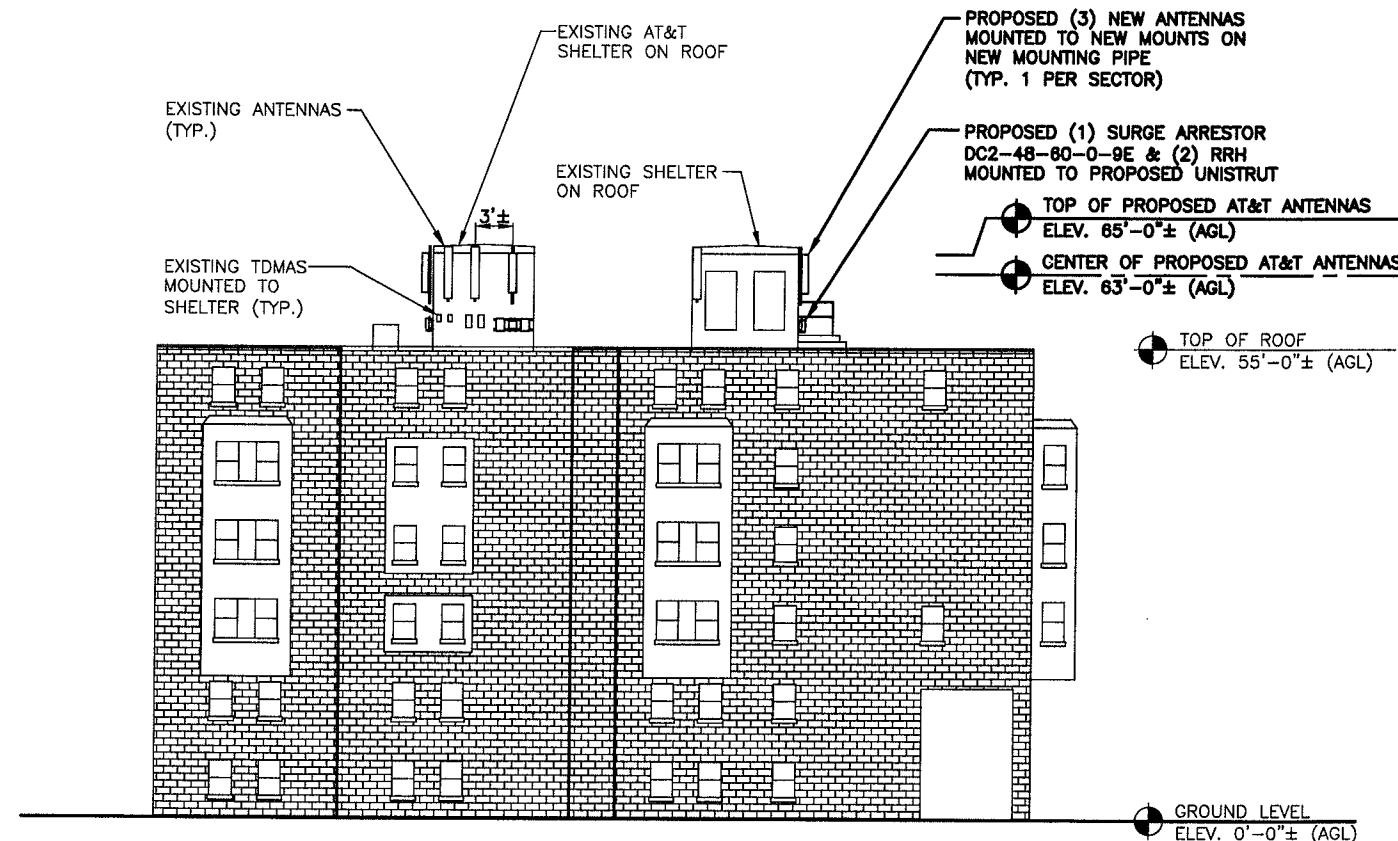 EXISTING AT&T
SHELTER ON ROOF
PROPOSED (3) NEW ANTENNAS
MOUNTED TO NEW MOUNTS ON
NEW MOUNTING PIPE
(TYP. 1 PER SECTOR)
EXISTING ANTENNAS
(TYP.)
PROPOSED (1) SURGE ARRESTOR
DC2-48-60-0-9E & (2) RRH
MOUNTED TO PROPOSED UNISTRUT
EXISTING SHELTER
ON ROOF
3'±
TOP OF PROPOSED AT&T ANTENNAS
ELEV. 65'-0"± (AGL)
EXISTING TDMAS
MOUNTED TO
SHELTER (TYP.)
CENTER OF PROPOSED AT&T ANTENNAS
ELEV. 63'-0"± (AGL)
TOP OF ROOF
ELEV. 55'-0"± (AGL)
GROUND LEVEL
ELEV. 0'-0"± (AGL)